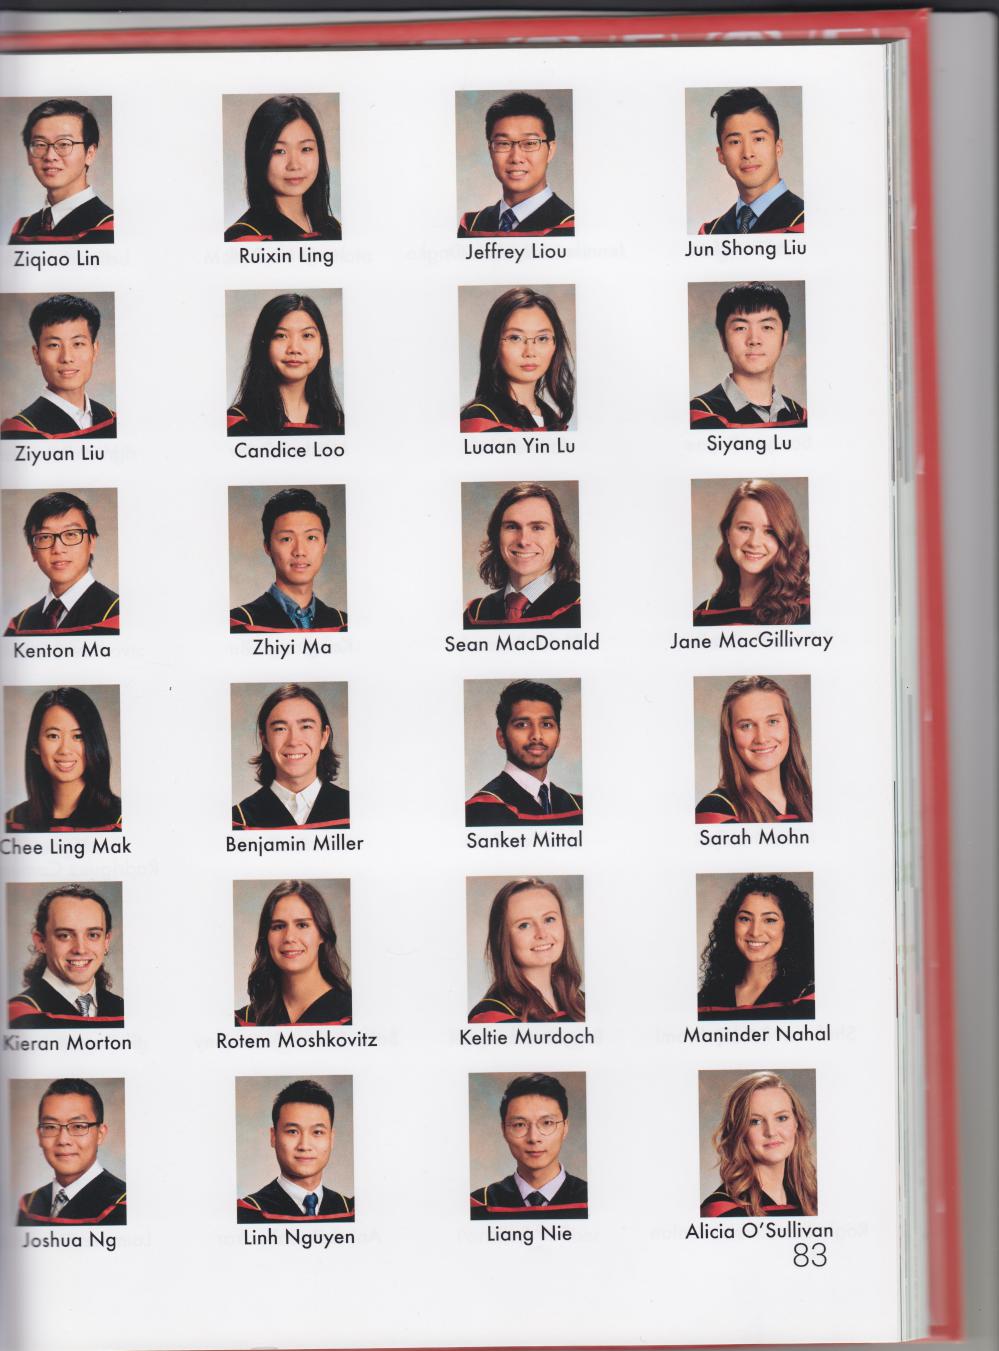 Ziqiao Lin
Ruixin Ling
Jeffrey Liou
Jun Shong Liu
Ziyuan Liu
Candice Loo
Luaan Yin Lu
Siyang Lu
Kenton Ma
Zhiyi Ma
Sean MacDonald
Jane MacGillivray
Chee Ling Mak
Benjamin Miller
Sanket Mittal
Sarah Mohn
Kieran Morton
Rotem Moshkovitz
Keltie Murdoch
Maninder Nahal
Joshua Ng
Linh Nguyen
Liang Nie
Alicia O'Sullivan
83